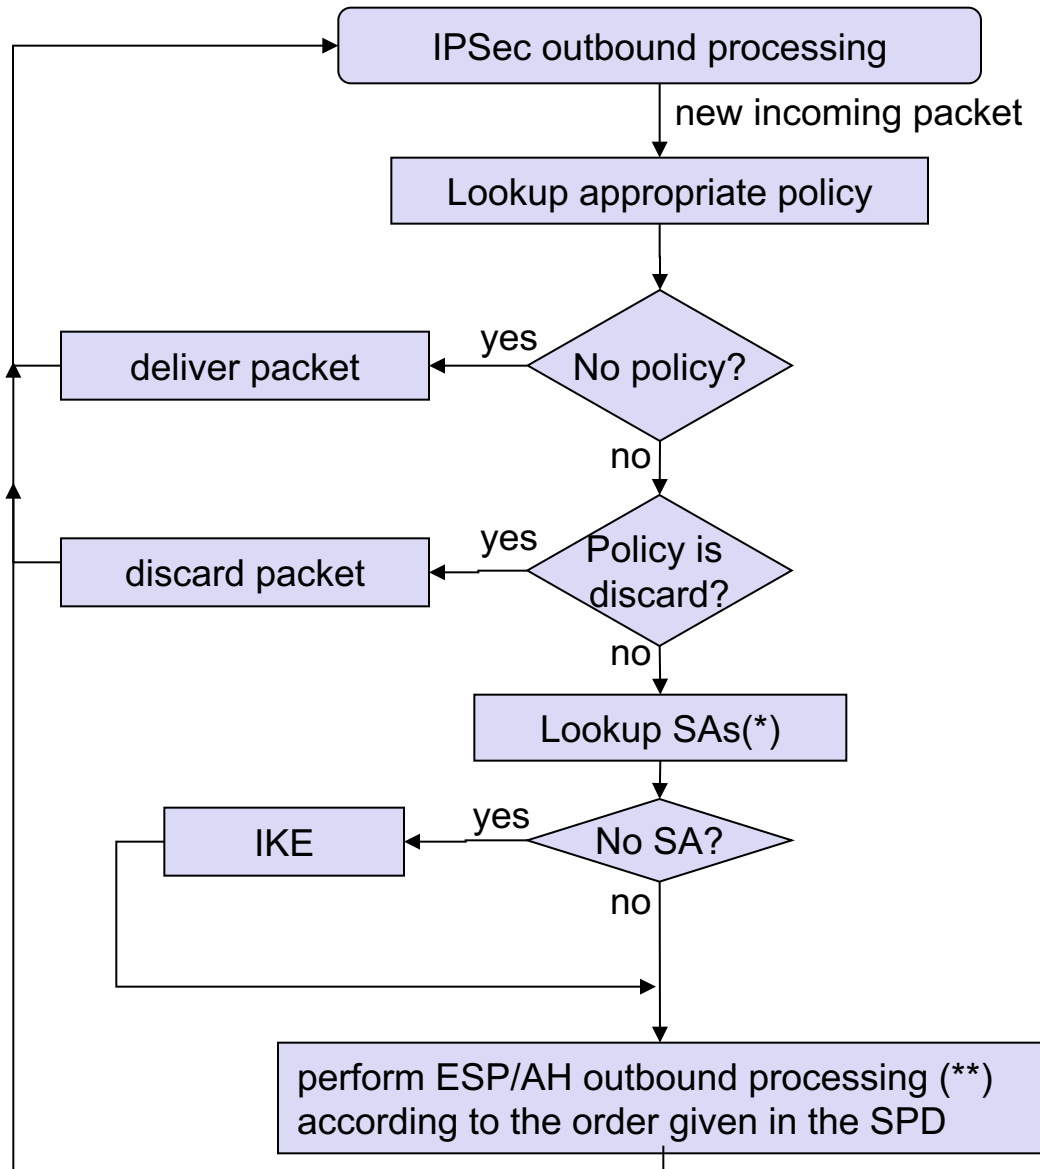 IPSec outbound processing
new incoming packet
Lookup appropriate policy
yes
deliver packet
No policy?
no
yes
discard packet
Policy is
discard?
no
Lookup SAs(*)
yes
IKE
No SA?
no
perform ESP/AH outbound processing (**)
according to the order given in the SPD